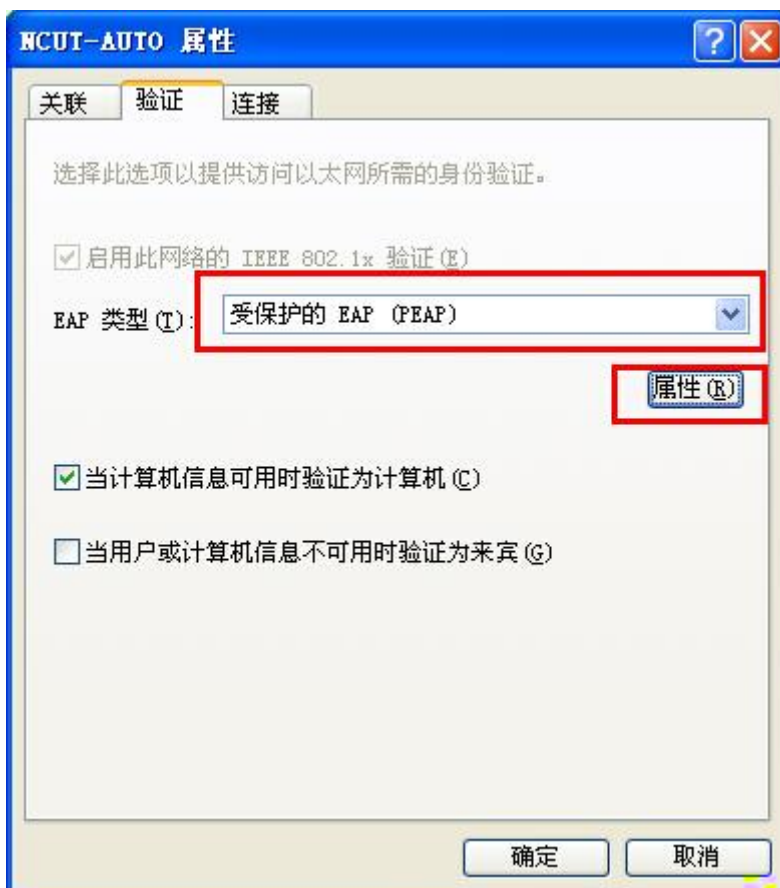 NCUT-AUTO 属性
关联 验证 连接
选择此选项以提供访问以太网所需的身份验证。
启用此网络的 IEEE 802.1x 验证(E)
EAP 类型(T): 受保护的 EAP (PEAP)
属性(R)
当计算机信息可用时验证为计算机(C)
当用户或计算机信息不可用时验证为来宾(G)
确定 取消